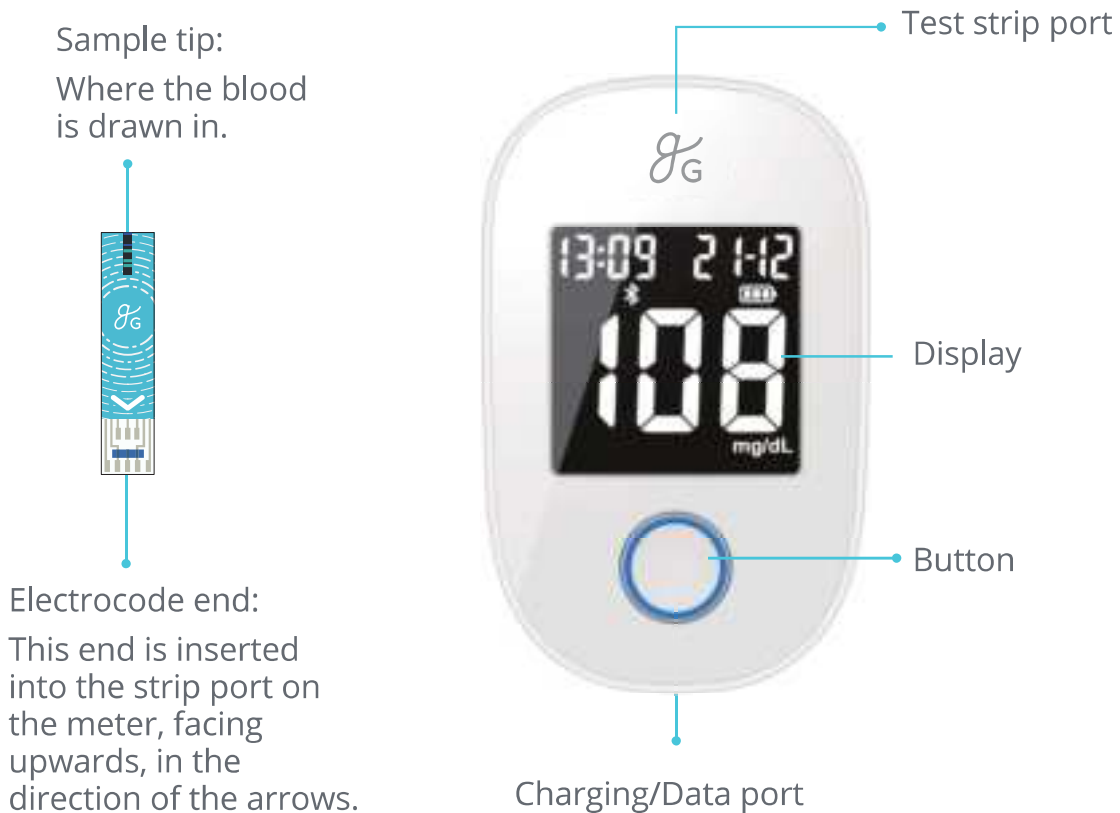 Sample tip:
Where the blood
is drawn in.
gG
Electrocode end:
This end is inserted
into the strip port on
the meter, facing
upwards, in the
direction of the arrows.
Test strip port
gG
13:09 21-12
108
mg/dL
Display
Button
Charging/Data port